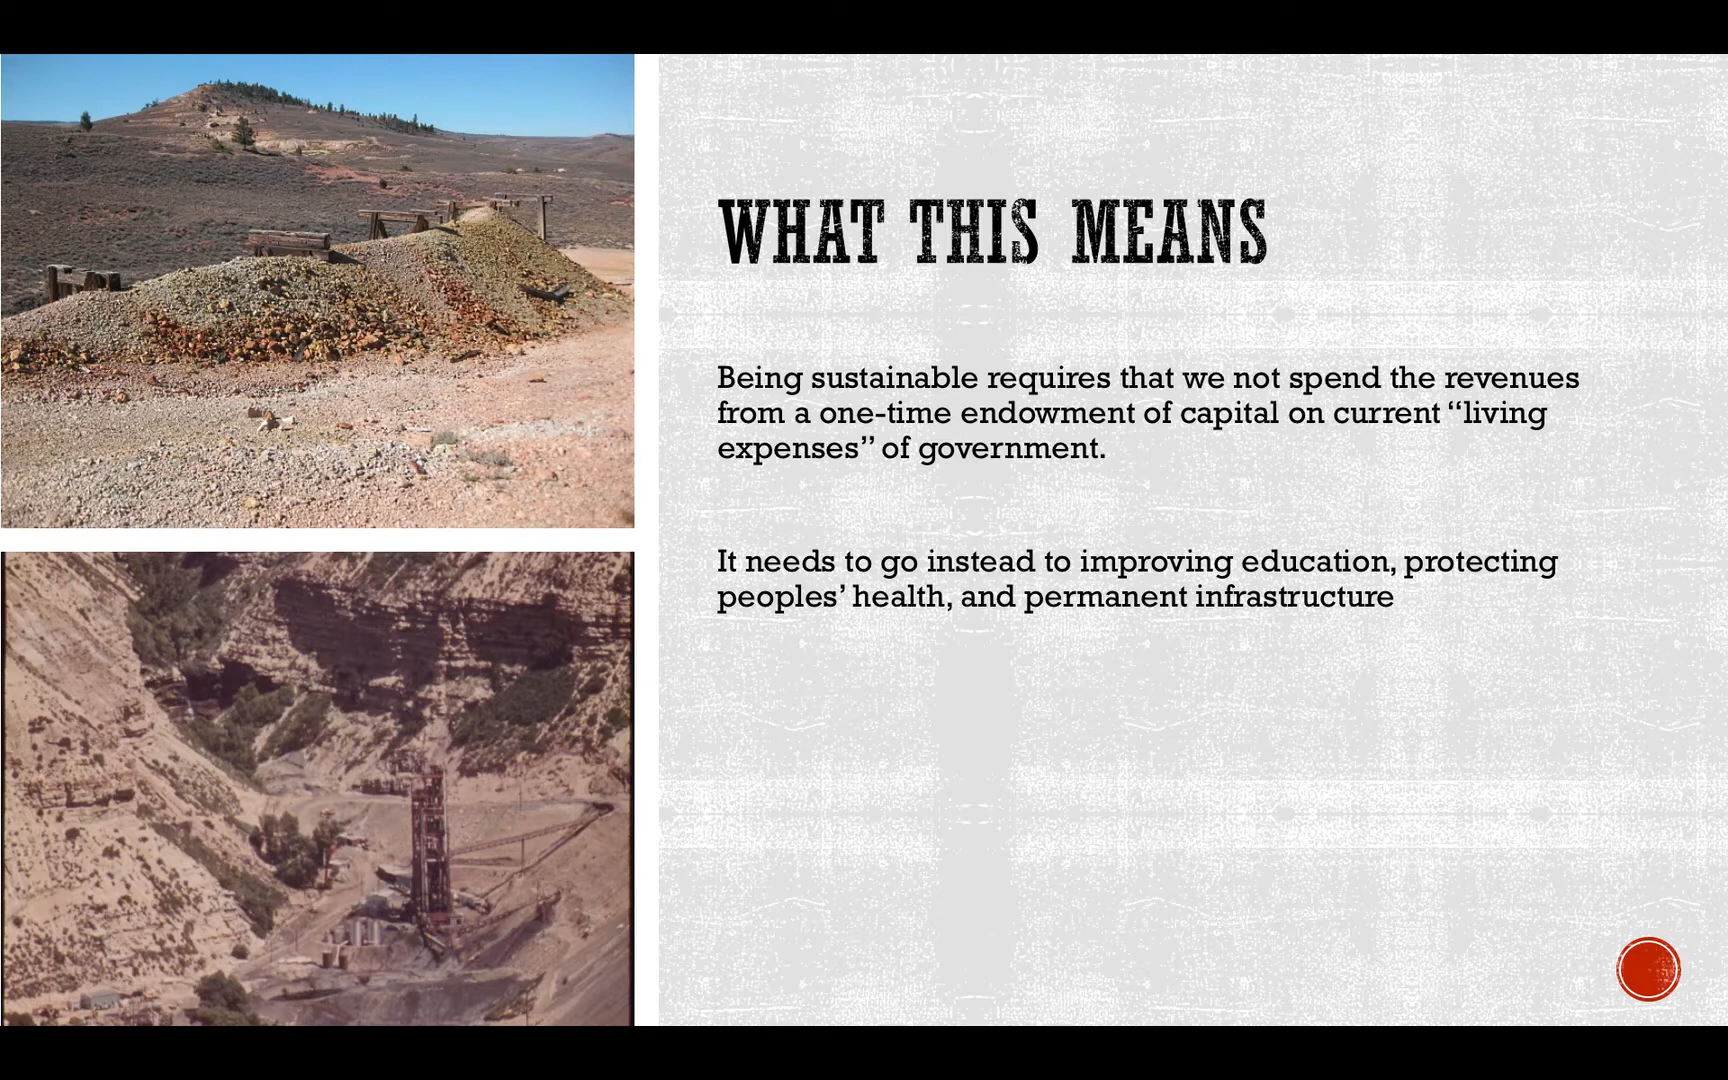 WHAT THIS MEANS
Being sustainable requires that we not spend the revenues
from a one-time endowment of capital on current “living
expenses” of government.
It needs to go instead to improving education, protecting
peoples’ health, and permanent infrastructure